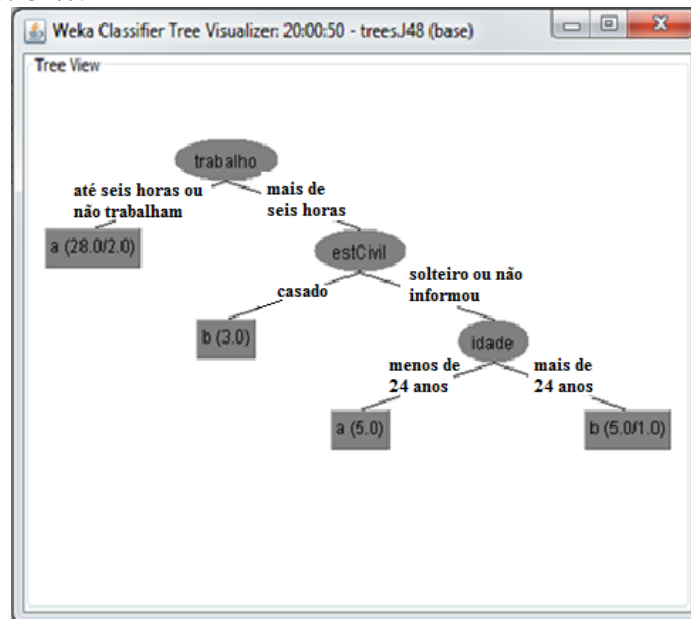 Weka Classifier Tree Visualizer: 20:00:50 - trees.J48 (base)
Tree View
trabalho
até seis horas ou
não trabalham
mais de
seis horas
a (28.0/2.0)
estCivil
casado
solteiro ou não
informou
b (3.0)
idade
menos de
24 anos
mais de
24 anos
a (5.0)
b (5.0/1.0)